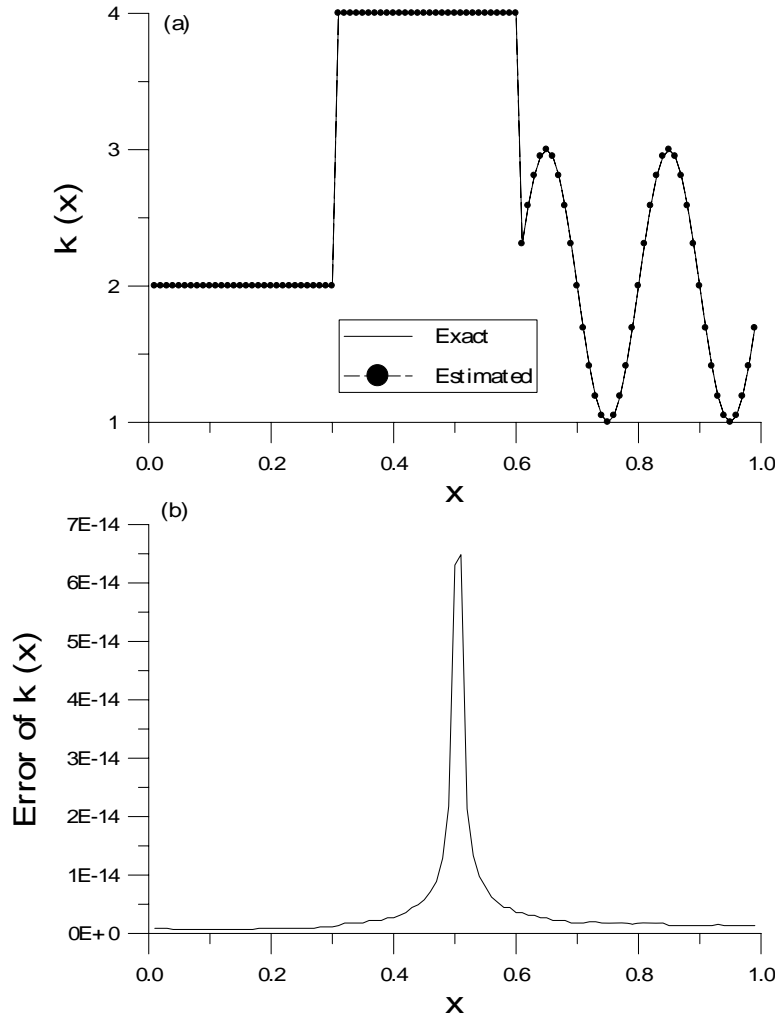 (a)
4
3
2
1
k (x)
Exact
Estimated
0.0 0.2 0.4 0.6 0.8 1.0
x
(b)
7E-14
6E-14
5E-14
4E-14
3E-14
2E-14
1E-14
0E+0
Error of k (x)
0.0 0.2 0.4 0.6 0.8 1.0
x